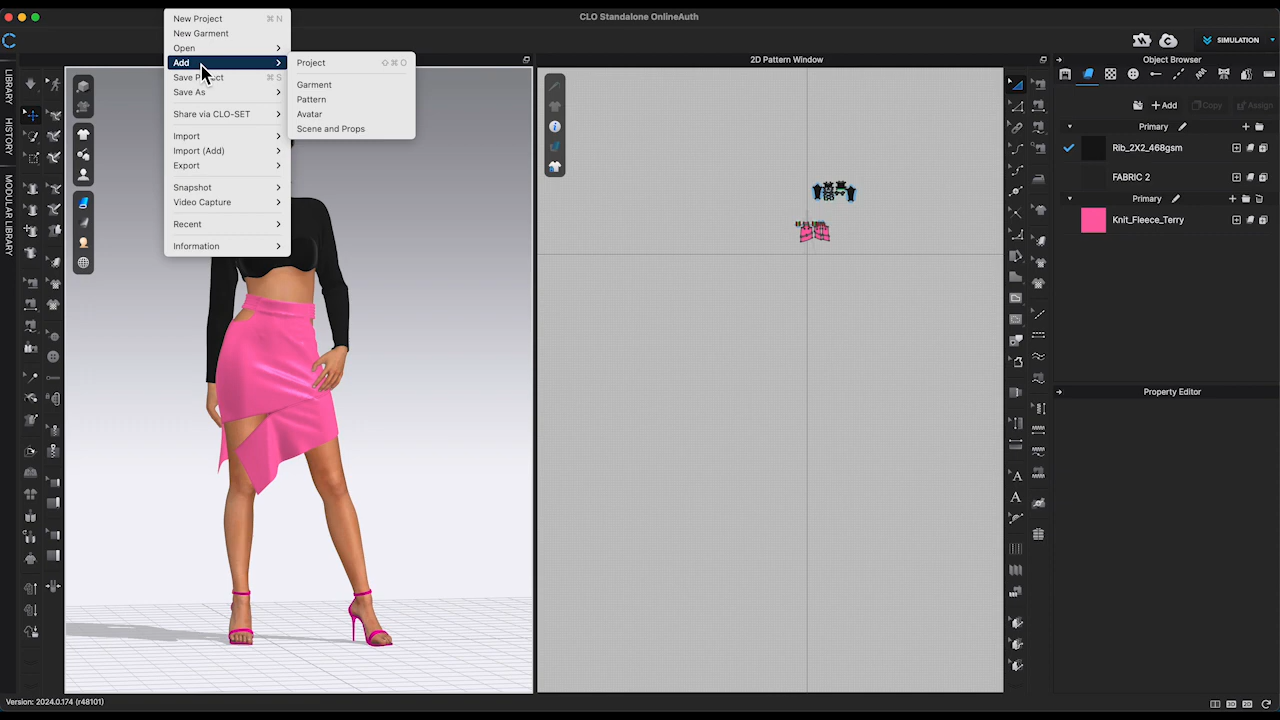 CLO Standalone OnlineAuth
New Project ⌘ N
New Garment
Open
Add
Save P
ct ⌘ S
Save As
Share via CLO-SET
Import
Import (Add)
Export
Snapshot
Video Capture
Recent
Information
Project ⇧ ⌘ O
Garment
Pattern
Avatar
Scene and Props
SIMULATION
LIBRARY
HISTORY
MODULAR LIBRARY
2D Pattern Window
Object Browser
+ Add
Copy
Assign
Primary
Rib_2X2_468gsm
FABRIC 2
Primary
Knit_Fleece_Terry
Property Editor
Version: 2024.0.174 (r48101)
3D
2D